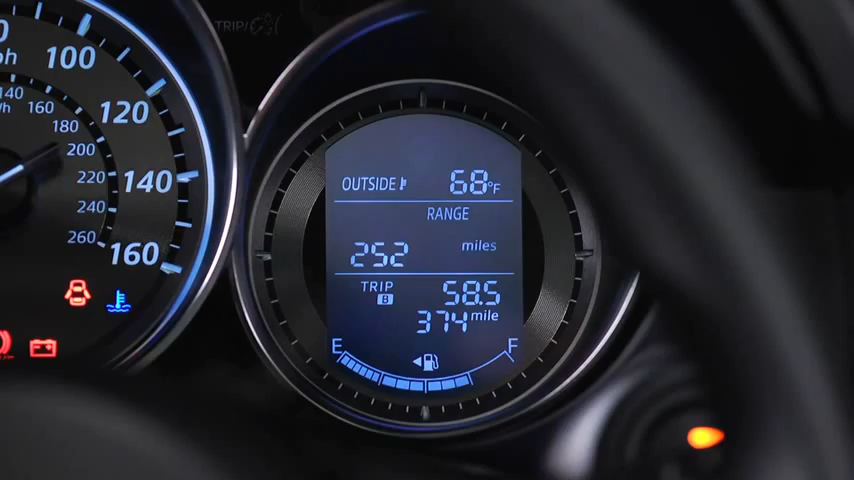 TRIP/
100
120
140
160
140
160
180
200
220
240
260
OUTSIDE 68°F
RANGE
252 miles
TRIP B 58.5
374 mile
E F